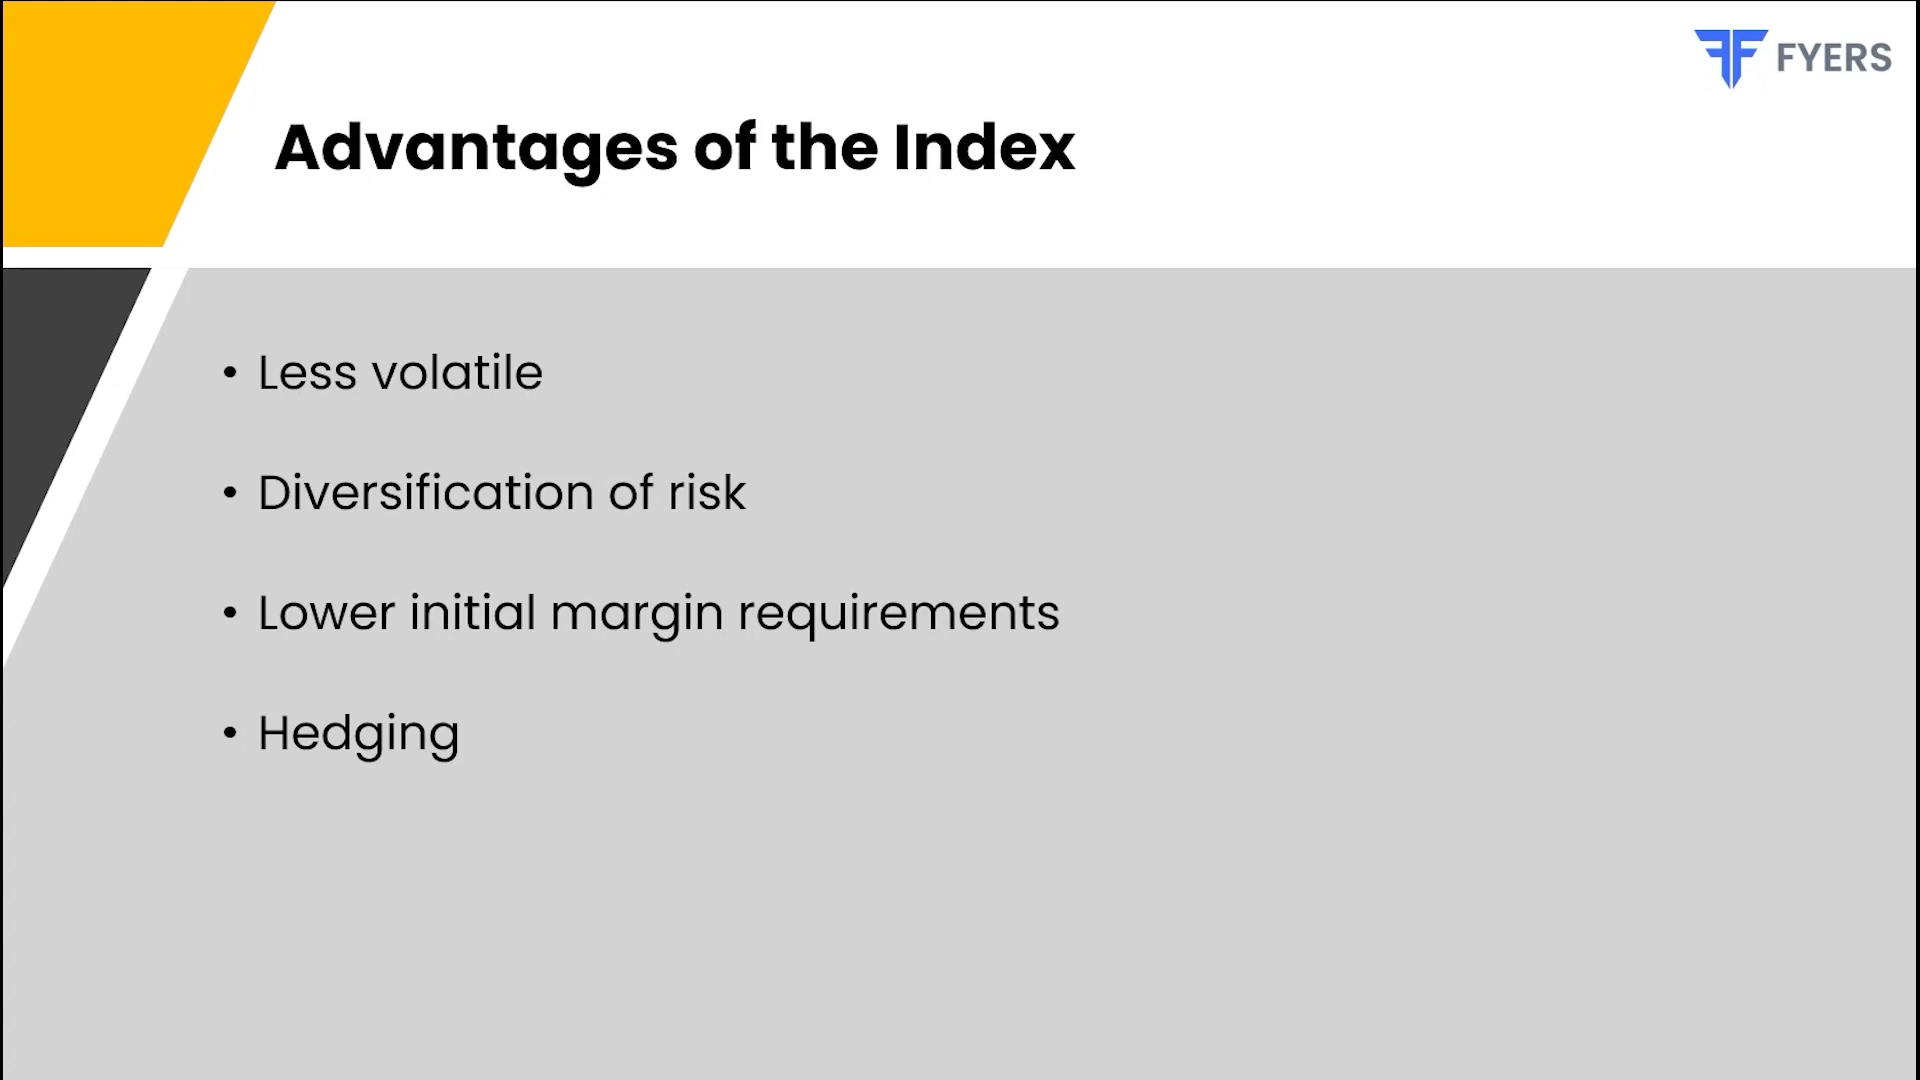 FYERS
Advantages of the Index
• Less volatile
• Diversification of risk
• Lower initial margin requirements
• Hedging